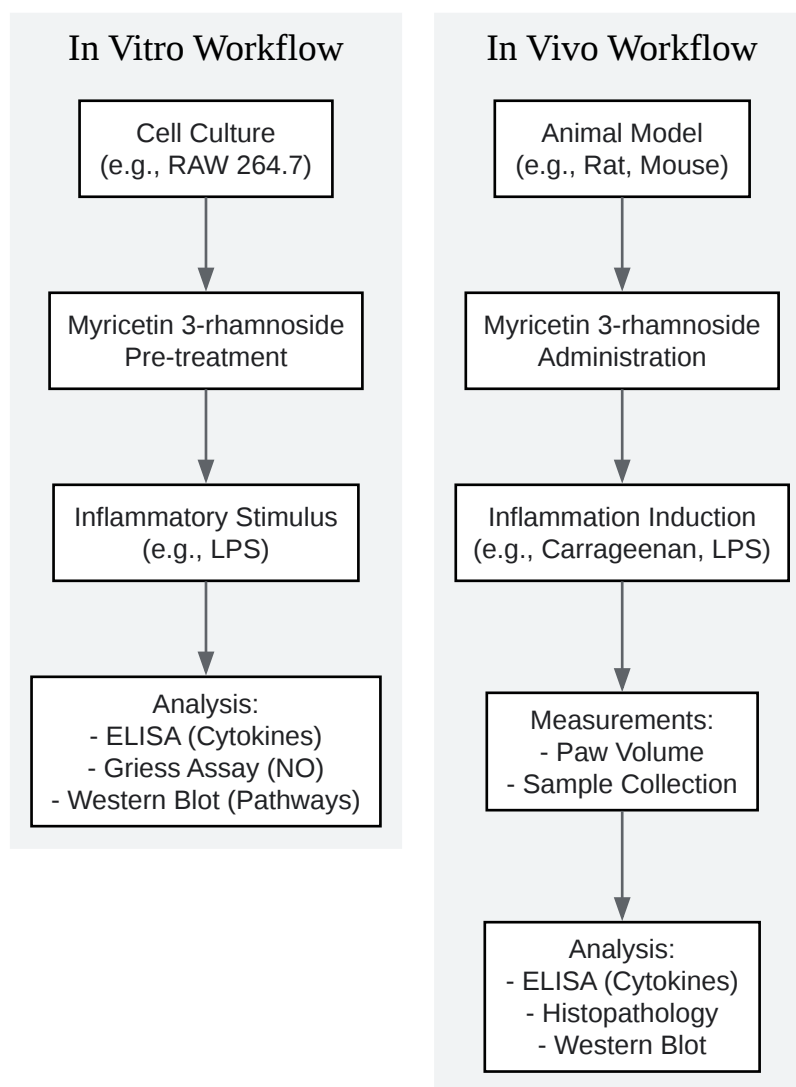 In Vitro Workflow
Cell Culture
(e.g., RAW 264.7)
Myricetin 3-rhamnoside
Pre-treatment
Inflammatory Stimulus
(e.g., LPS)
Analysis:
- ELISA (Cytokines)
- Griess Assay (NO)
- Western Blot (Pathways)
In Vivo Workflow
Animal Model
(e.g., Rat, Mouse)
Myricetin 3-rhamnoside
Administration
Inflammation Induction
(e.g., Carrageenan, LPS)
Measurements:
- Paw Volume
- Sample Collection
Analysis:
- ELISA (Cytokines)
- Histopathology
- Western Blot